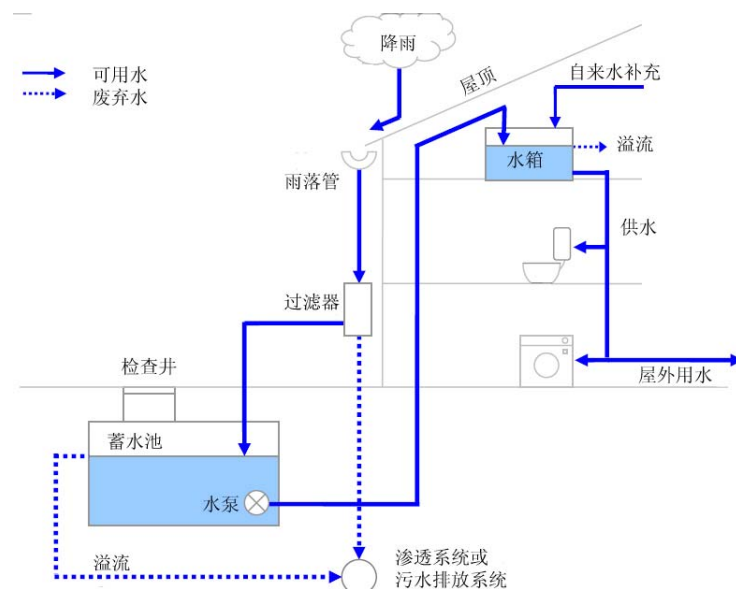 降雨
可用水
废弃水
屋顶
自来水补充
水箱
溢流
雨落管
供水
过滤器
检查井
屋外用水
蓄水池
水泵
溢流
渗透系统或
污水排放系统